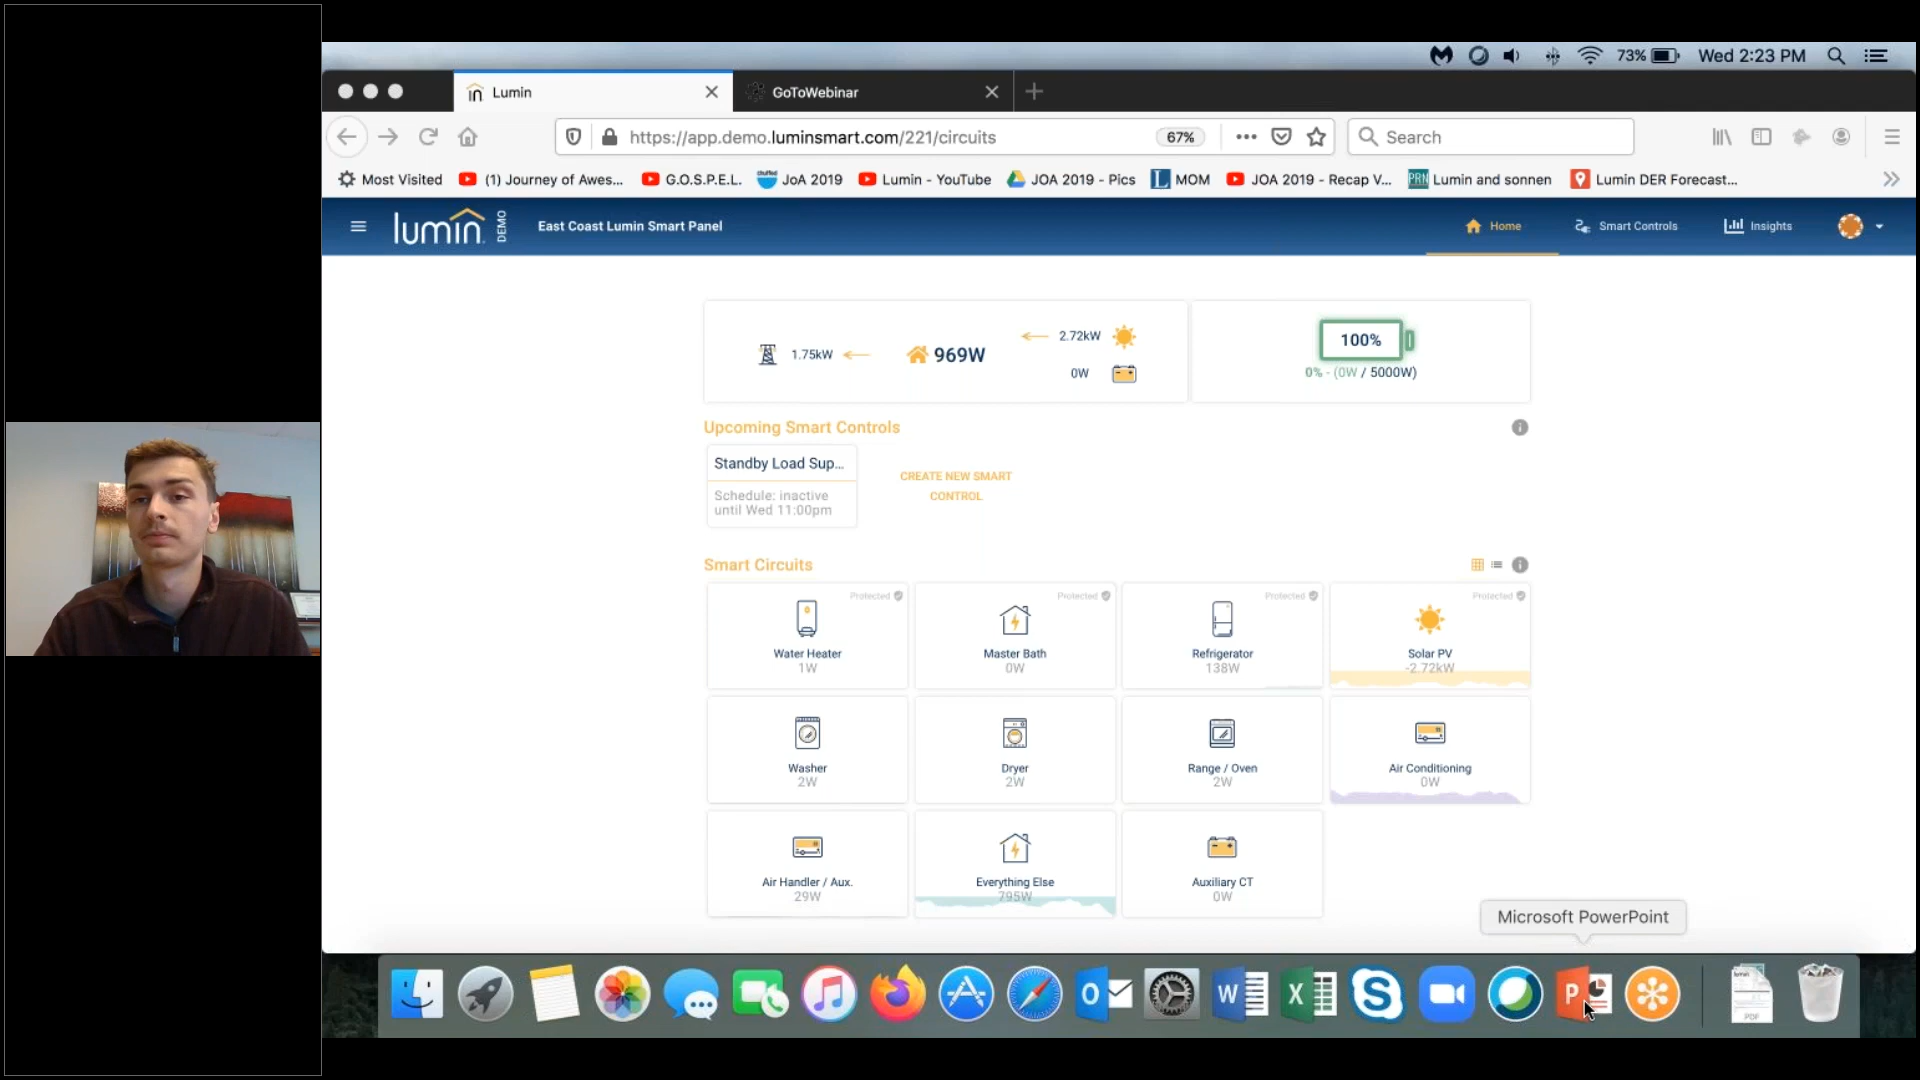 73% Wed 2:23 PM
Lumin
GoToWebinar
https://app.demo.luminsmart.com/221/circuits
67%
Search
Most Visited
(1) Journey of Awes...
G.O.S.P.E.L.
JoA 2019
Lumin - YouTube
JOA 2019 - Pics
MOM
JOA 2019 - Recap V...
PRN
Lumin and sonnen
Lumin DER Forecast...
lumin
DEMO
East Coast Lumin Smart Panel
Home
Smart Controls
Insights
1.75kW
969W
2.72kW
0W
100%
0% - (0W / 5000W)
Upcoming Smart Controls
Standby Load Sup...
Schedule: inactive
until Wed 11:00pm
CREATE NEW SMART
CONTROL
Smart Circuits
Protected
Water Heater
1W
Protected
Master Bath
0W
Protected
Refrigerator
138W
Protected
Solar PV
-2.72kW
Washer
2W
Dryer
2W
Range / Oven
2W
Air Conditioning
0W
Air Handler / Aux.
29W
Everything Else
795W
Auxiliary CT
0W
Microsoft PowerPoint
PDF